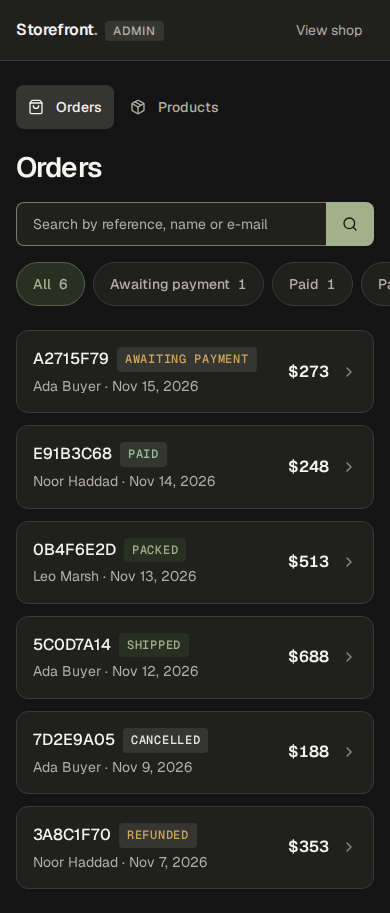 Storefront. ADMIN View shop
Orders Products
Orders
Search by reference, name or e-mail
All 6 Awaiting payment 1 Paid 1 Pa
A2715F79 AWAITING PAYMENT
Ada Buyer · Nov 15, 2026
$273
E91B3C68 PAID
Noor Haddad · Nov 14, 2026
$248
0B4F6E2D PACKED
Leo Marsh · Nov 13, 2026
$513
5C0D7A14 SHIPPED
Ada Buyer · Nov 12, 2026
$688
7D2E9A05 CANCELLED
Ada Buyer · Nov 9, 2026
$188
3A8C1F70 REFUNDED
Noor Haddad · Nov 7, 2026
$353